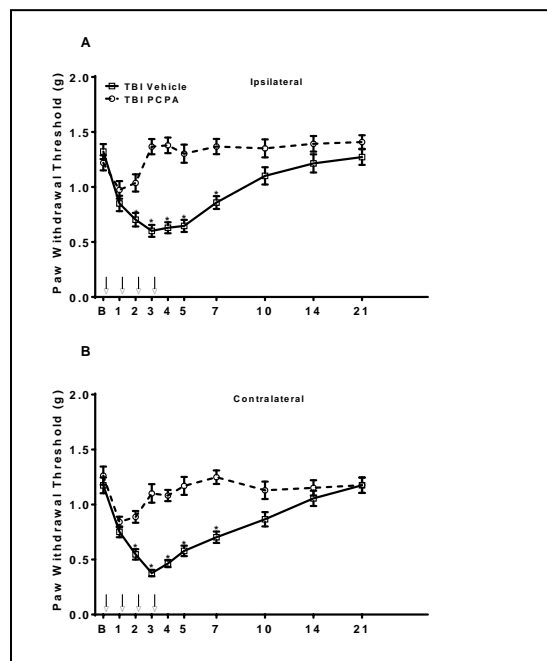 A
Paw Withdrawal Threshold (g)
2.0
1.5
1.0
0.5
0.0
TBI Vehicle
TBI PCPA
Ipsilateral
* * * * *
B 1 2 3 4 5 7 10 14 21
B
Paw Withdrawal Threshold (g)
2.0
1.5
1.0
0.5
0.0
Contralateral
* * * * *
B 1 2 3 4 5 7 10 14 21